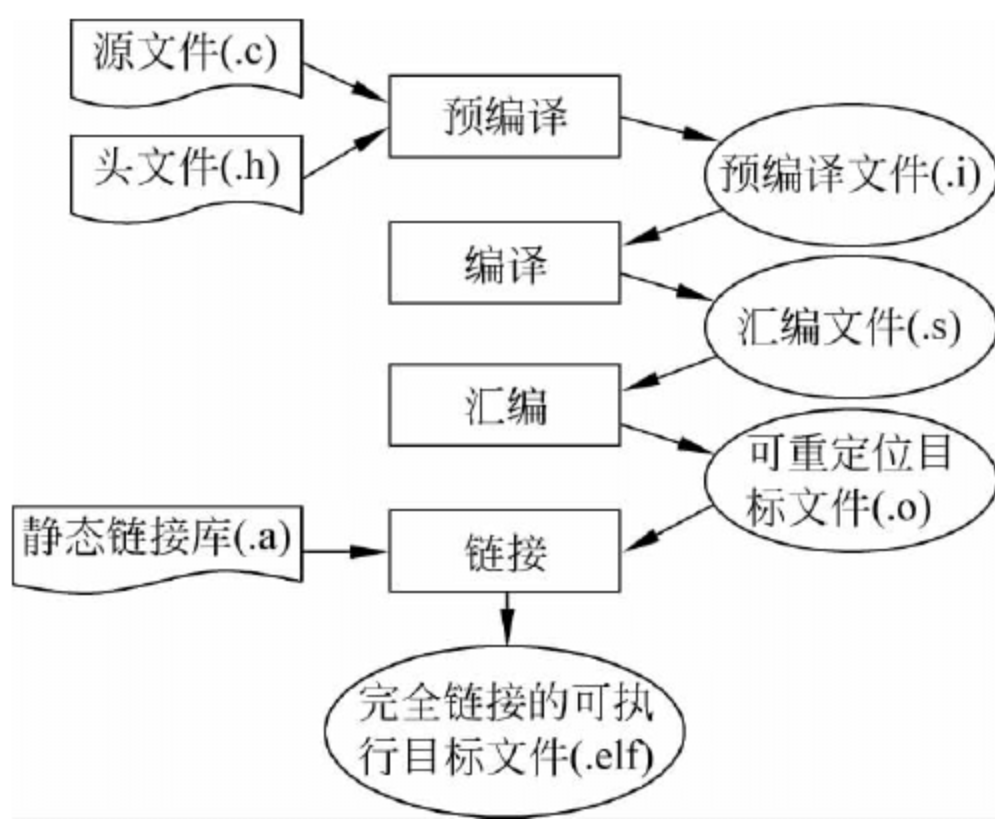 源文件(.c)
预编译
头文件(.h)
预编译文件(.i)
编译
汇编文件(.s)
汇编
可重定位目
标文件(.o)
静态链接库(.a)
链接
完全链接的可执
行目标文件(.elf)